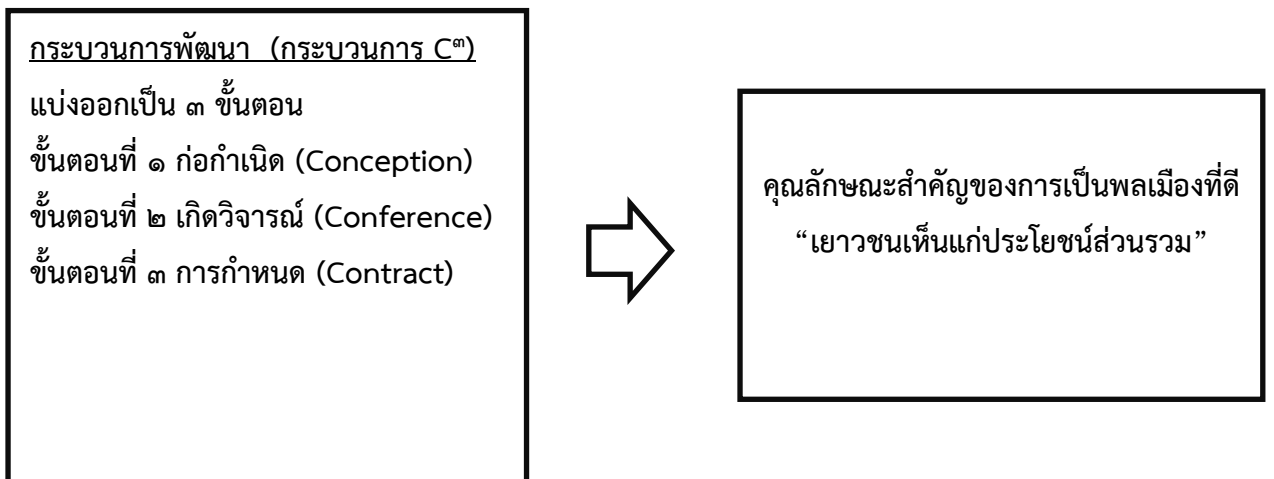 กระบวนการพัฒนา (กระบวนการ C๓)
แบ่งออกเป็น ๓ ขั้นตอน
ขั้นตอนที่ ๑ ก่อกำเนิด (Conception)
ขั้นตอนที่ ๒ เกิดวิจารณ์ (Conference)
ขั้นตอนที่ ๓ การกำหนด (Contract)
คุณลักษณะสำคัญของการเป็นพลเมืองที่ดี
“เยาวชนเห็นแก่ประโยชน์ส่วนรวม”